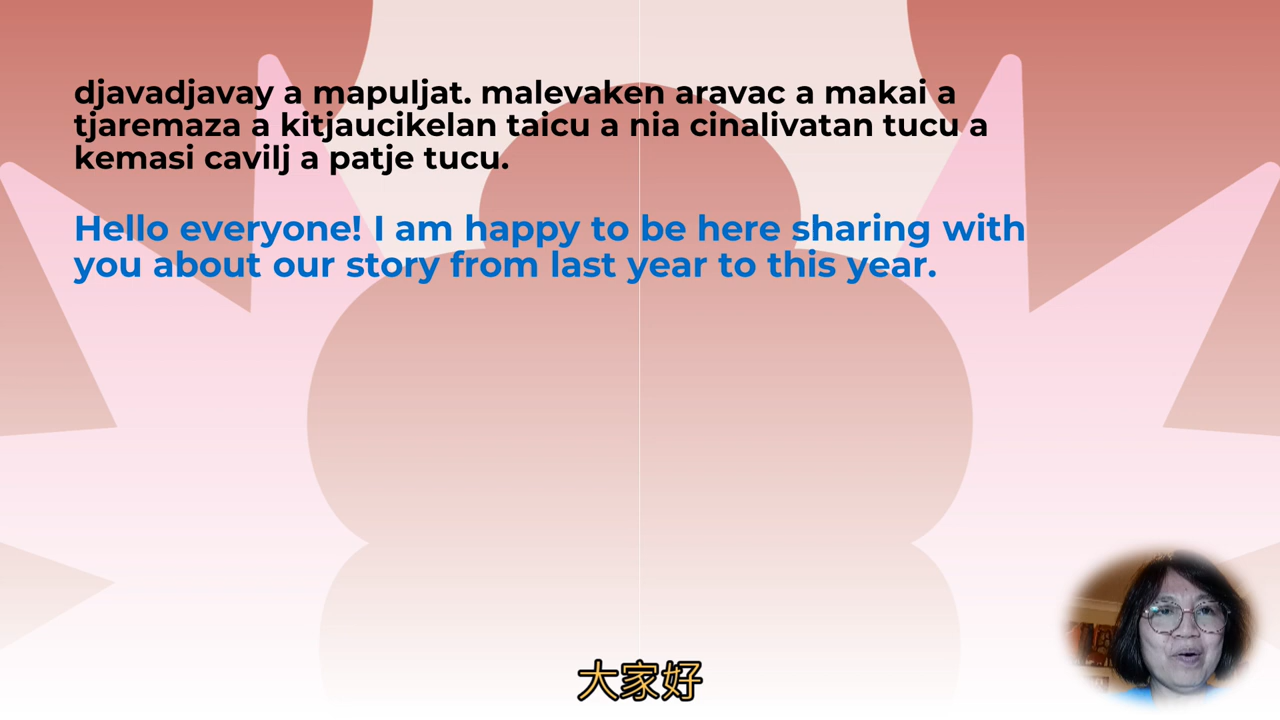 djavadjavay a mapuljat. malevaken aravac a makai a
tjaremaza a kitjaucikelan taicu a nia cinalivatan tucu a
kemasi cavilj a patje tucu.
Hello everyone! I am happy to be here sharing with
you about our story from last year to this year.
大家好